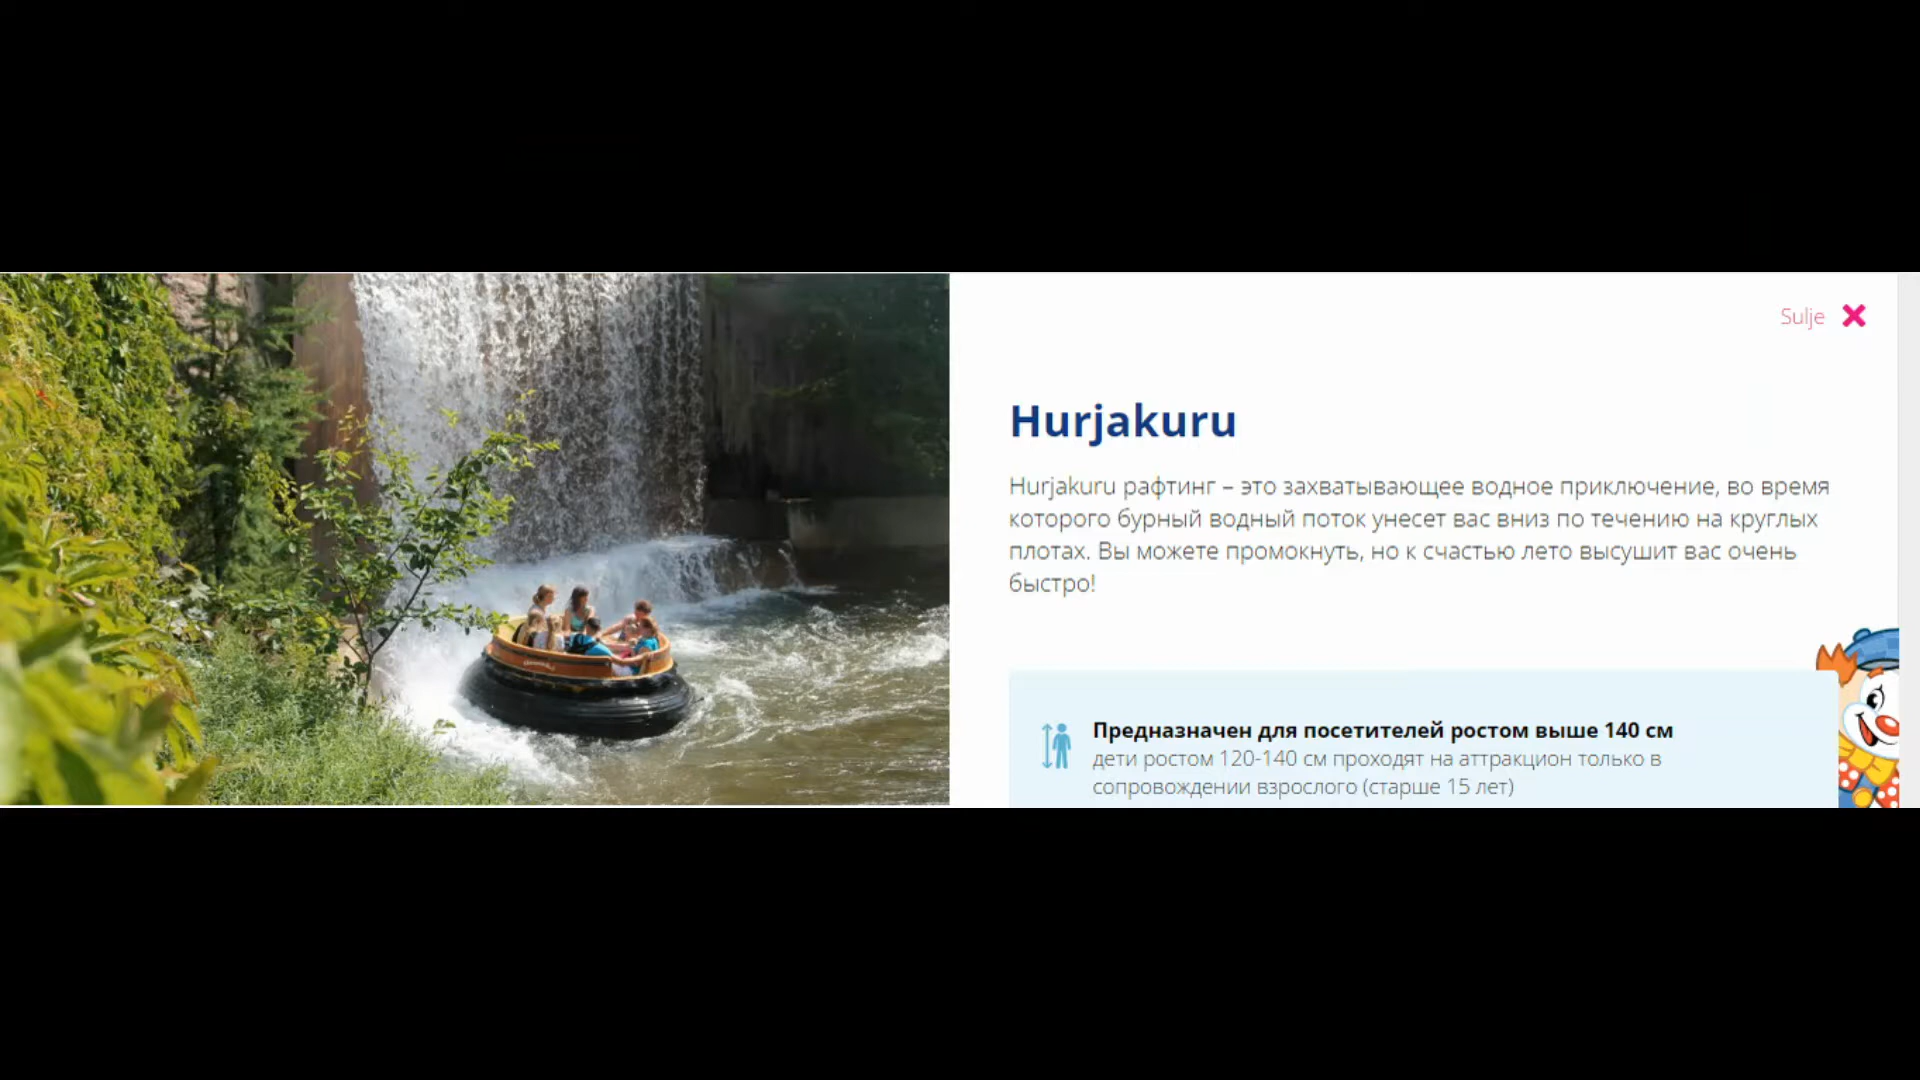 Sulje
Hurjakuru
Hurjakuru рафтинг – это захватывающее водное приключение, во время
которого бурный водный поток унесет вас вниз по течению на круглых
плотах. Вы можете промокнуть, но к счастью лето высушит вас очень
быстро!
Предназначен для посетителей ростом выше 140 см
дети ростом 120-140 см проходят на аттракцион только в
сопровождении взрослого (старше 15 лет)